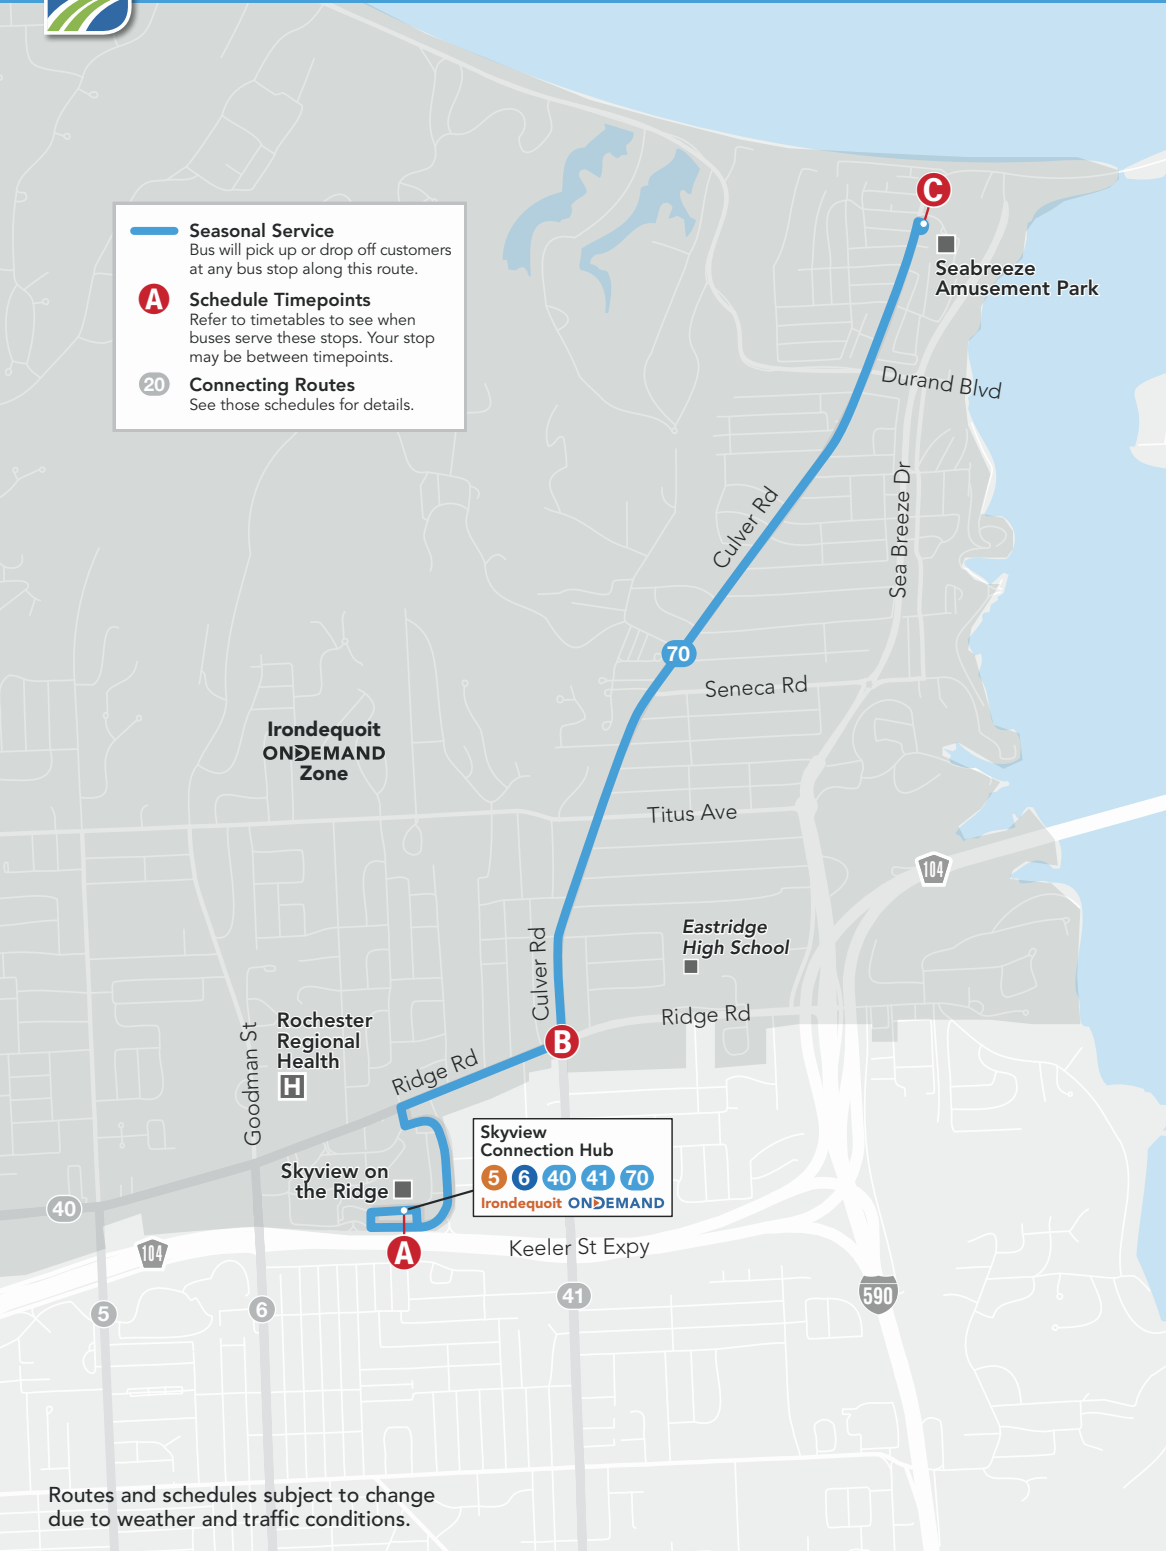 C
Seabreeze
Amusement Park
Seasonal Service
Bus will pick up or drop off customers
at any bus stop along this route.
A
Schedule Timepoints
Refer to timetables to see when
buses serve these stops. Your stop
may be between timepoints.
20
Connecting Routes
See those schedules for details.
Durand Blvd
Sea Breeze Dr
Culver Rd
70
Seneca Rd
Irondequoit
ONDEMAND
Zone
Titus Ave
104
Eastridge
High School
Culver Rd
Ridge Rd
Rochester
Regional
Health
H
Goodman St
B
Ridge Rd
Skyview
Connection Hub
5 6 40 41 70
Irondequoit ONDEMAND
Skyview on
the Ridge
40
A
104
Keeler St Expy
5
6
41
590
Routes and schedules subject to change
due to weather and traffic conditions.